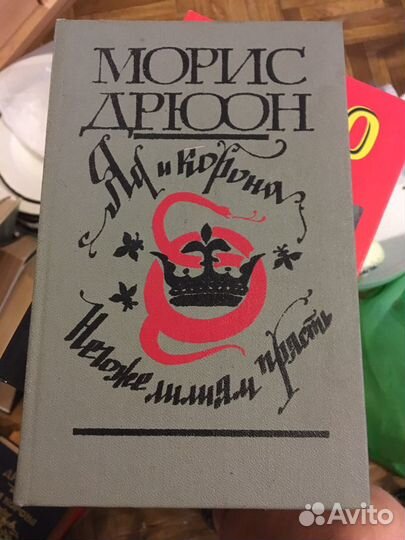 МОРИС
ДРЮОН
Яд и корона
Негоже лилиям прясть
Avito